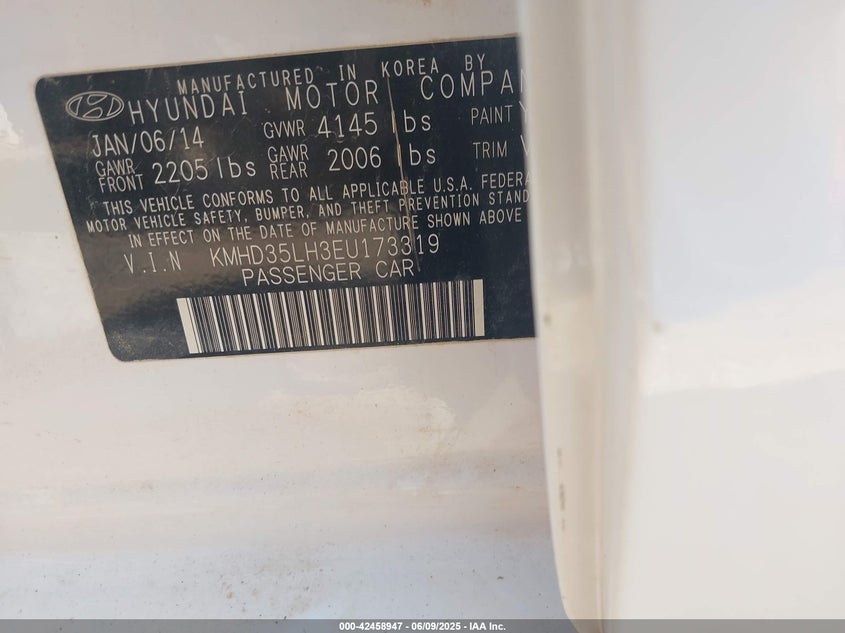 MANUFACTURED IN KOREA BY
HYUNDAI MOTOR COMPAN
JAN/06/14 GVWR 4145 lbs PAINT
GAWR FRONT 2205 lbs GAWR REAR 2006 lbs TRIM
THIS VEHICLE CONFORMS TO ALL APPLICABLE U.S.A. FEDERA
MOTOR VEHICLE SAFETY, BUMPER, AND THEFT PREVENTION STAND
IN EFFECT ON THE DATE OF MANUFACTURE SHOWN ABOVE
V.I.N KMHD35LH3EU173319
PASSENGER CAR
000-42458947 - 06/09/2025 - IAA Inc.